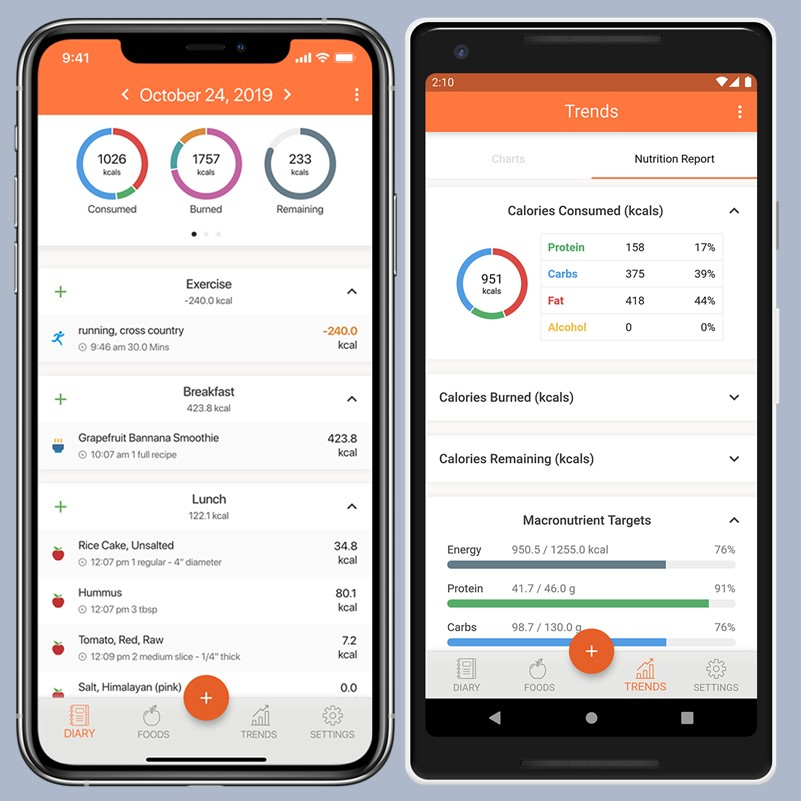 9:41
October 24, 2019
1026
kcals
Consumed
1757
kcals
Burned
233
kcals
Remaining
Exercise
-240.0 kcal
running, cross country
-240.0
9:46 am 30.0 Mins
kcal
Breakfast
423.8 kcal
Grapefruit Bannana Smoothie
423.8
10:07 am 1 full recipe
kcal
Lunch
122.1 kcal
Rice Cake, Unsalted
34.8
12:07 pm 1 regular - 4" diameter
kcal
Hummus
80.1
12:07 pm 3 tbsp
kcal
Tomato, Red, Raw
7.2
12:09 pm 2 medium slice - 1/4" thick
kcal
Salt, Himalayan (pink)
0.0
+
DIARY
FOODS
TRENDS
SETTINGS
2:10
Trends
Charts
Nutrition Report
Calories Consumed (kcals)
951
kcals
Protein 158 17%
Carbs 375 39%
Fat 418 44%
Alcohol 0 0%
Calories Burned (kcals)
Calories Remaining (kcals)
Macronutrient Targets
Energy 950.5 / 1255.0 kcal 76%
Protein 41.7 / 46.0 g 91%
Carbs 98.7 / 130.0 g 76%
+
DIARY
FOODS
TRENDS
SETTINGS